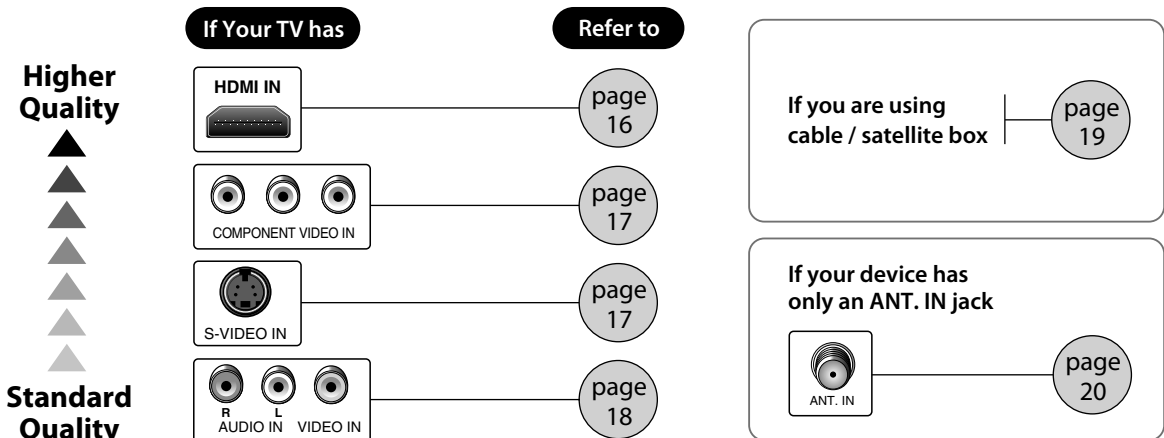 If Your TV has
Refer to
Higher
Quality
HDMI IN
page
16
COMPONENT VIDEO IN
page
17
S-VIDEO IN
page
17
Standard
Quality
R
L
AUDIO IN
VIDEO IN
page
18
If you are using
cable / satellite box
page
19
If your device has
only an ANT. IN jack
ANT. IN
page
20